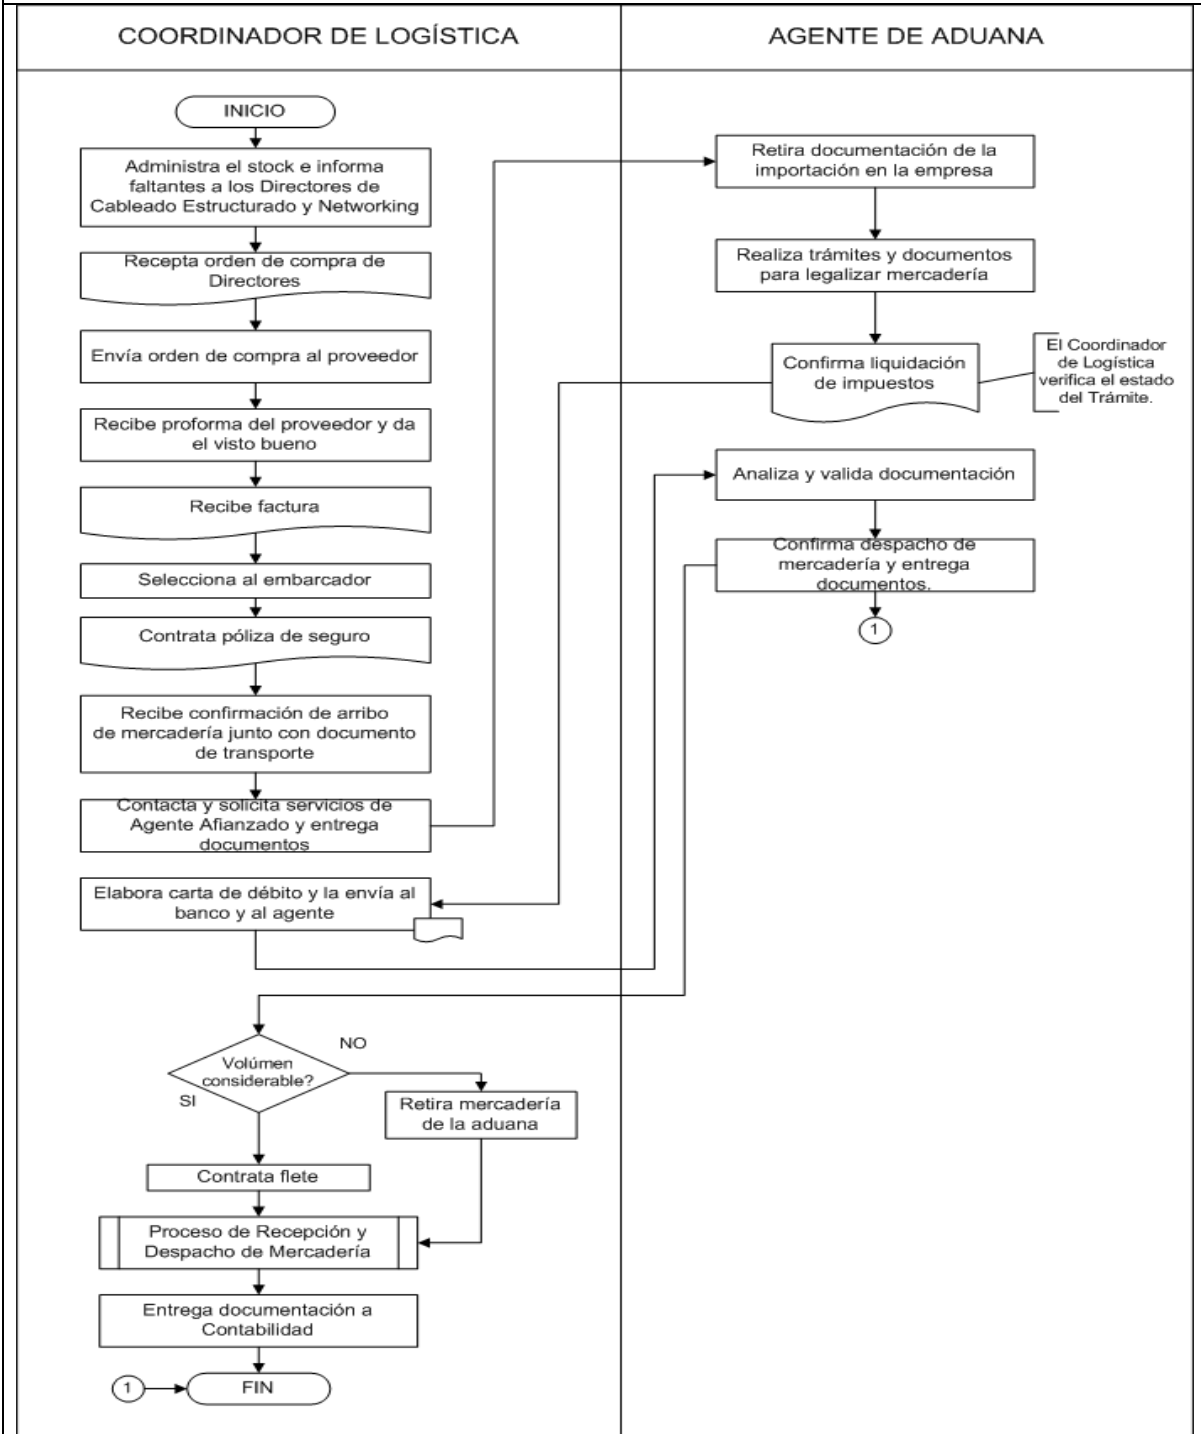 COORDINADOR DE LOGÍSTICA
AGENTE DE ADUANA
INICIO
Administra el stock e informa
faltantes a los Directores de
Cableado Estructurado y Networking
Recepta orden de compra de
Directores
Envía orden de compra al proveedor
Recibe proforma del proveedor y da
el visto bueno
Recibe factura
Selecciona al embarcador
Contrata póliza de seguro
Recibe confirmación de arribo
de mercadería junto con documento
de transporte
Contacta y solicita servicios de
Agente Afianzado y entrega
documentos
Elabora carta de débito y la envía al
banco y al agente
Volúmen
considerable?
NO
SI
Retira mercadería
de la aduana
Contrata flete
Proceso de Recepción y
Despacho de Mercadería
Entrega documentación a
Contabilidad
1
FIN
Retira documentación de la
importación en la empresa
Realiza trámites y documentos
para legalizar mercadería
Confirma liquidación
de impuestos
El Coordinador
de Logística
verifica el estado
del Trámite.
Analiza y valida documentación
Confirma despacho de
mercadería y entrega
documentos.
1